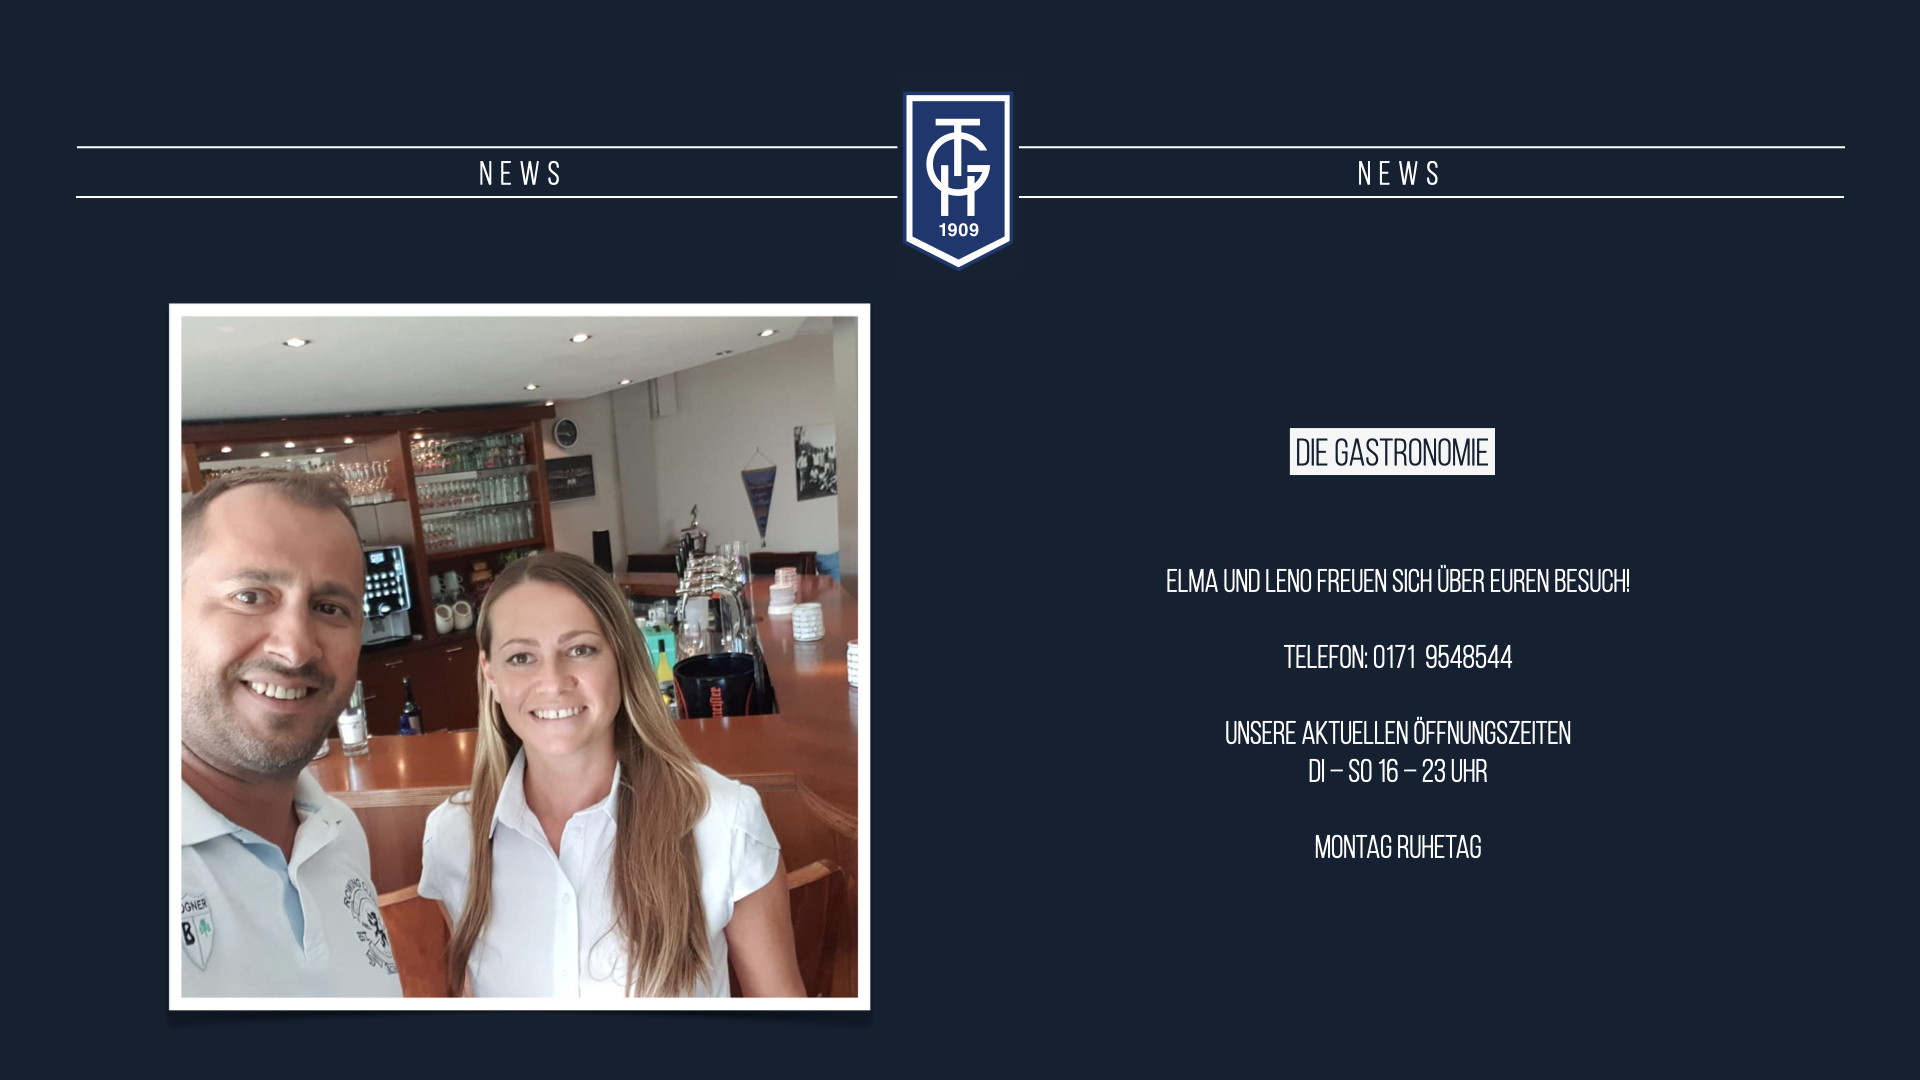 NEWS
TGH
1909
NEWS
DIE GASTRONOMIE
ELMA UND LENO FREUEN SICH ÜBER EUREN BESUCH!
TELEFON: 0171 9548544
UNSERE AKTUELLEN ÖFFNUNGSZEITEN
DI – SO 16 – 23 UHR
MONTAG RUHETAG
OGNER
B